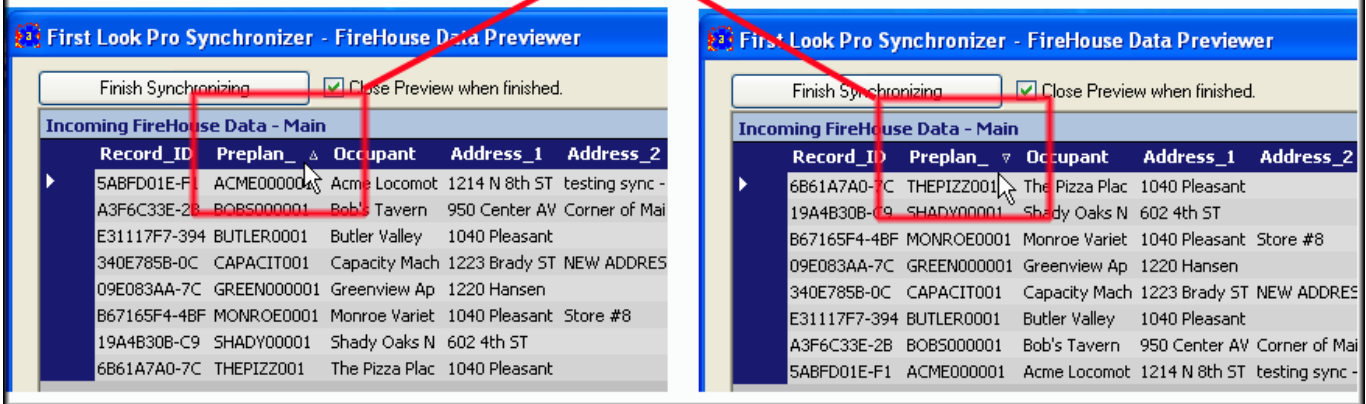 First Look Pro Synchronizer - FireHouse Data Previewer
Finish Synchronizing Close Preview when finished.
Incoming FireHouse Data - Main
Record_ID Preplan_ Occupant Address_1 Address_2
5ABFD01E-F1 ACME000001 Acme Locomot 1214 N 8th ST testing sync -
A3F6C33E-2B BOBS000001 Bob's Tavern 950 Center AV Corner of Mai
E31117F7-394 BUTLER0001 Butler Valley 1040 Pleasant
340E785B-0C CAPACIT001 Capacity Mach 1223 Brady ST NEW ADDRES
09E083AA-7C GREEN000001 Greenview Ap 1220 Hansen
B67165F4-4BF MONROE0001 Monroe Variet 1040 Pleasant Store #8
19A4B30B-C9 SHADY00001 Shady Oaks N 602 4th ST
6B61A7A0-7C THEPIZZ001 The Pizza Plac 1040 Pleasant
First Look Pro Synchronizer - FireHouse Data Previewer
Finish Synchronizing Close Preview when finished.
Incoming FireHouse Data - Main
Record_ID Preplan_ Occupant Address_1 Address_2
6B61A7A0-7C THEPIZZ001 The Pizza Plac 1040 Pleasant
19A4B30B-C9 SHADY00001 Shady Oaks N 602 4th ST
B67165F4-4BF MONROE0001 Monroe Variet 1040 Pleasant Store #8
09E083AA-7C GREEN000001 Greenview Ap 1220 Hansen
340E785B-0C CAPACIT001 Capacity Mach 1223 Brady ST NEW ADDRES
E31117F7-394 BUTLER0001 Butler Valley 1040 Pleasant
A3F6C33E-2B BOBS000001 Bob's Tavern 950 Center AV Corner of Mai
5ABFD01E-F1 ACME000001 Acme Locomot 1214 N 8th ST testing sync -